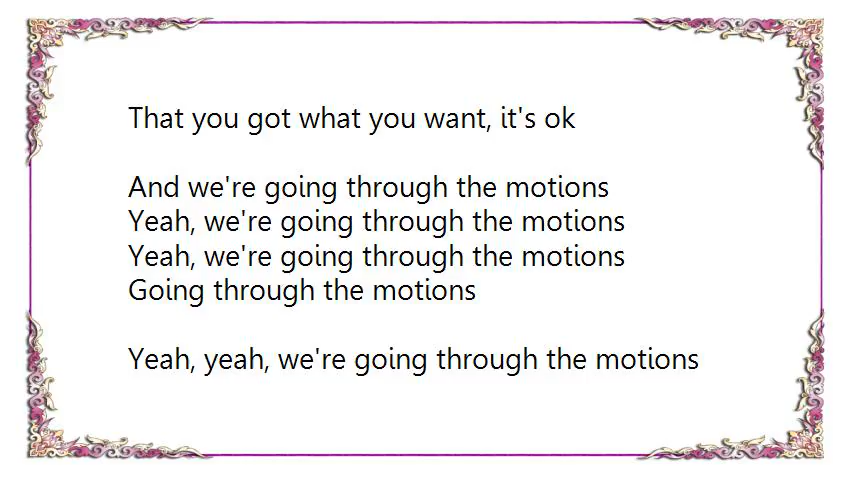 That you got what you want, it's ok
And we're going through the motions
Yeah, we're going through the motions
Yeah, we're going through the motions
Going through the motions
Yeah, yeah, we're going through the motions